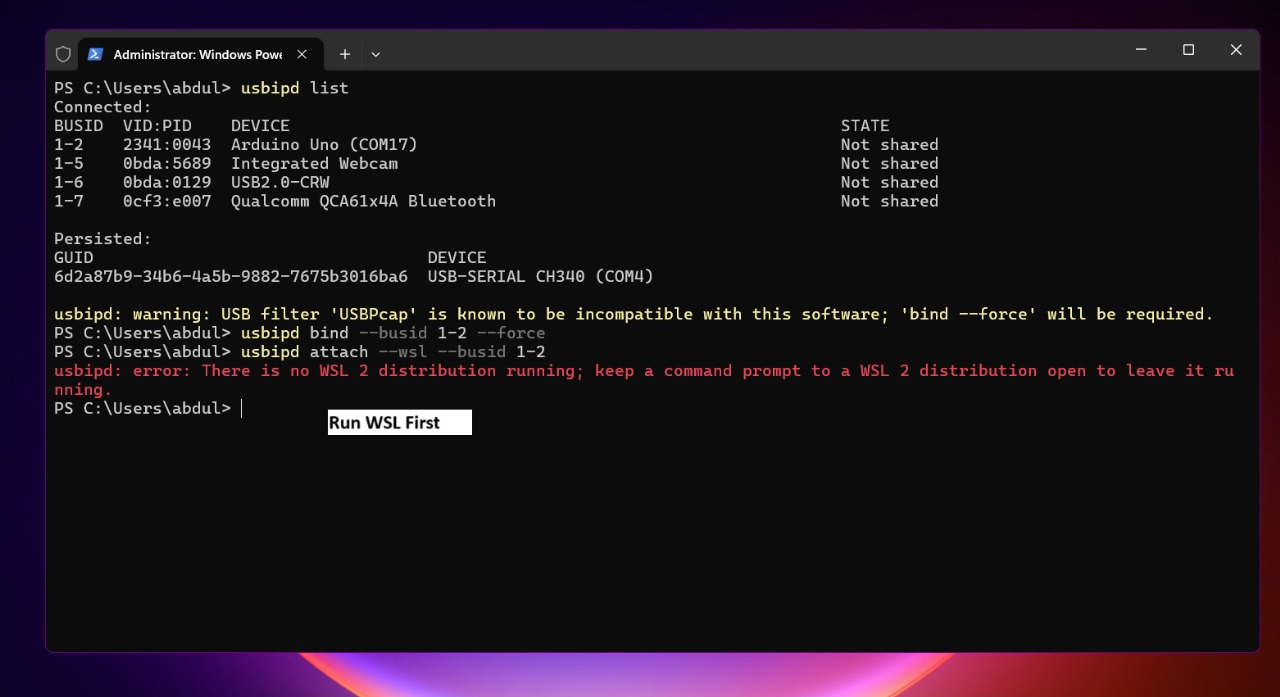 Administrator: Windows Powe
PS C:\Users\abdul> usbipd list
Connected:
BUSID  VID:PID    DEVICE                                                        STATE
1-2    2341:0043  Arduino Uno (COM17)                                           Not shared
1-5    0bda:5689  Integrated Webcam                                             Not shared
1-6    0bda:0129  USB2.0-CRW                                                    Not shared
1-7    0cf3:e007  Qualcomm QCA61x4A Bluetooth                                   Not shared
Persisted:
GUID                                  DEVICE
6d2a87b9-34b6-4a5b-9882-7675b3016ba6  USB-SERIAL CH340 (COM4)
usbipd: warning: USB filter 'USBPcap' is known to be incompatible with this software; 'bind --force' will be required.
PS C:\Users\abdul> usbipd bind --busid 1-2 --force
PS C:\Users\abdul> usbipd attach --wsl --busid 1-2
usbipd: error: There is no WSL 2 distribution running; keep a command prompt to a WSL 2 distribution open to leave it ru
nning.
PS C:\Users\abdul>
Run WSL First